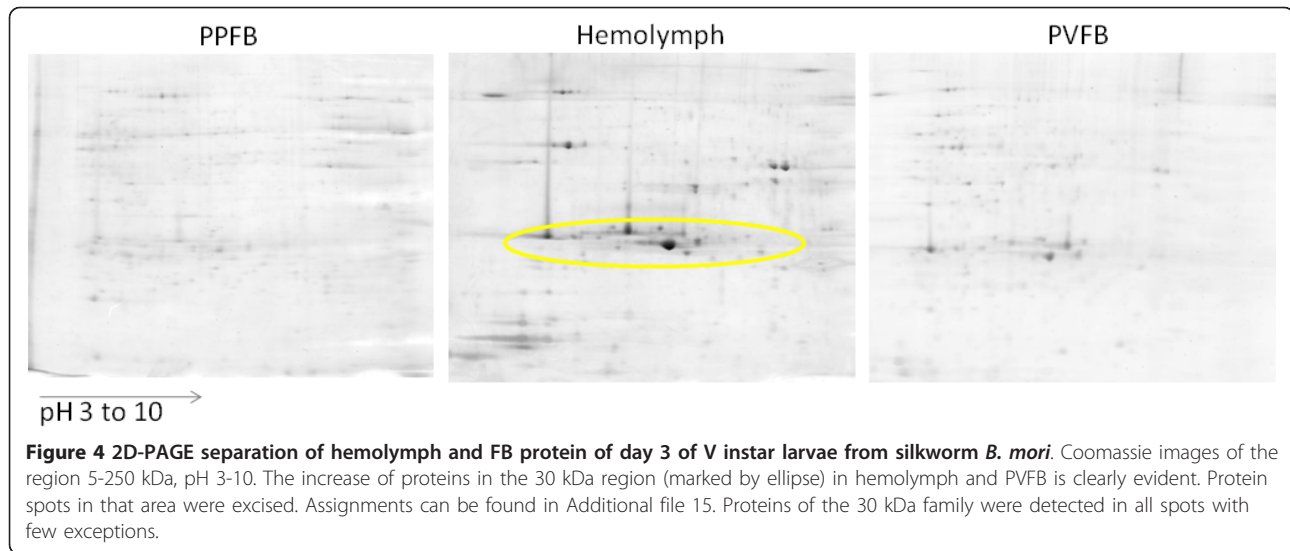 PPFB
Hemolymph
PVFB
pH 3 to 10
Figure 4 2D-PAGE separation of hemolymph and FB protein of day 3 of V instar larvae from silkworm B. mori. Coomassie images of the
region 5-250 kDa, pH 3-10. The increase of proteins in the 30 kDa region (marked by ellipse) in hemolymph and PVFB is clearly evident. Protein
spots in that area were excised. Assignments can be found in Additional file 15. Proteins of the 30 kDa family were detected in all spots with
few exceptions.